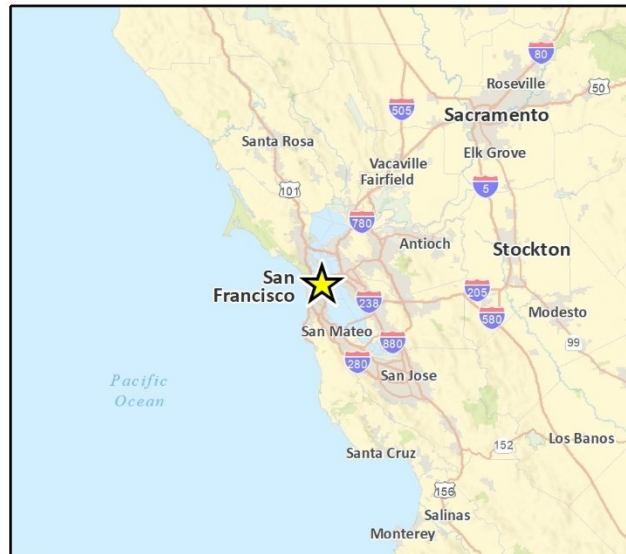 80
Roseville
50
505
Sacramento
Santa Rosa
Elk Grove
Vacaville
Fairfield
101
5
780
Antioch
Stockton
San
Francisco
205
238
580
Modesto
San Mateo
880
99
280
San Jose
Pacific
Ocean
152
Los Banos
Santa Cruz
156
Salinas
Monterey